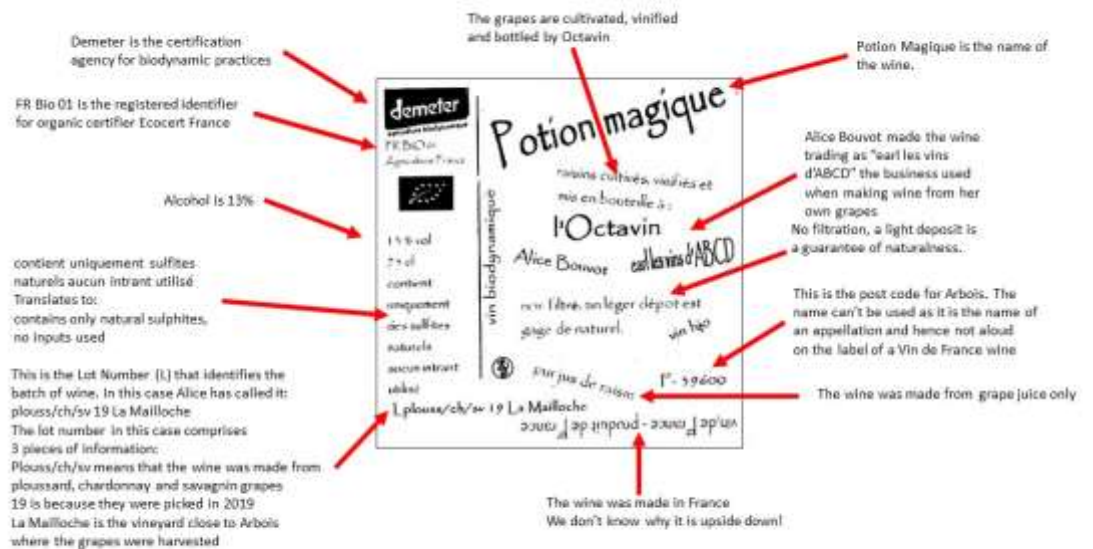 The grapes are cultivated, vinified
and bottled by Octavin
Demeter is the certification
agency for biodynamic practices
Potion Magique is the name of
the wine.
FR Bio 01 is the registered identifier
for organic certifier Ecocert France
Alcohol is 13%
contient uniquement sulfites
naturels aucun intrant utilisé
Translates to:
contains only natural sulphites,
no inputs used
This is the Lot Number (L) that identifies the
batch of wine. In this case Alice has called it:
plouss/ch/sv 19 La Mailloche
The lot number in this case comprises
3 pieces of information:
Plouss/ch/sv means that the wine was made from
ploussard, chardonnay and savagnin grapes
19 is because they were picked in 2019
La Mailloche is the vineyard close to Arbois
where the grapes were harvested
demeter
agriculture biodynamique
FR BIO 01
Agriculture France
13 % vol
75 cl
contient
uniquement
des sulfites
naturels
aucun intrant
utilisé
vin biodynamique
Potion magique
raisins cultivés, vinifiés et
mis en bouteille à :
l'Octavin
Alice Bouvot earl les vins d'ABCD
non filtré, un léger dépôt est
gage de naturel.
vin bio
pur jus de raisin
F - 39600
L plouss/ch/sv 19 La Mailloche
vin de France - produit de France
Alice Bouvot made the wine
trading as "earl les vins
d'ABCD" the business used
when making wine from her
own grapes
No filtration, a light deposit is
a guarantee of naturalness.
This is the post code for Arbois. The
name can't be used as it is the name of
an appellation and hence not aloud
on the label of a Vin de France wine
The wine was made from grape juice only
The wine was made in France
We don't know why it is upside down!